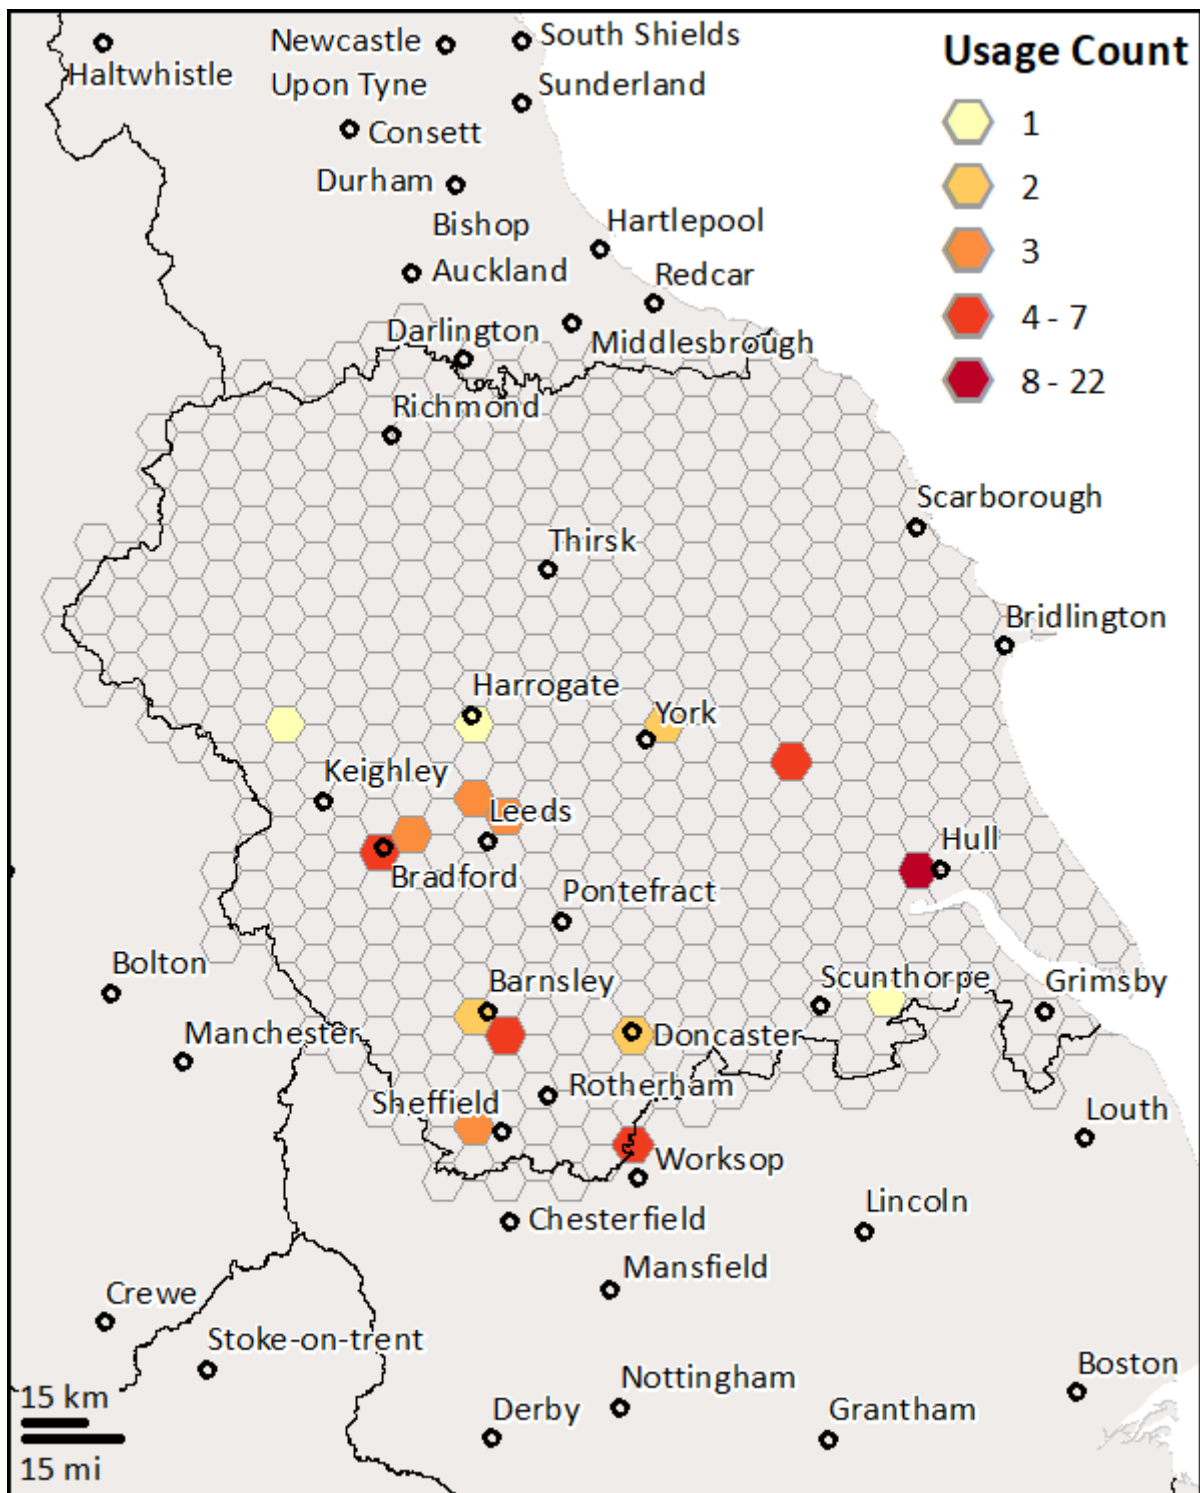 Newcastle
Upon Tyne
South Shields
Usage Count
Haltwhistle
Sunderland
1
Consett
Durham
2
Bishop
Auckland
Hartlepool
3
Redcar
Darlington
Middlesbrough
4 - 7
8 - 22
Richmond
Scarborough
Thirsk
Bridlington
Harrogate
York
Keighley
Leeds
Hull
Bradford
Pontefract
Bolton
Barnsley
Scunthorpe
Grimsby
Manchester
Doncaster
Rotherham
Sheffield
Louth
Worksop
Lincoln
Chesterfield
Mansfield
Crewe
Stoke-on-trent
Nottingham
Boston
15 km
Derby
Grantham
15 mi